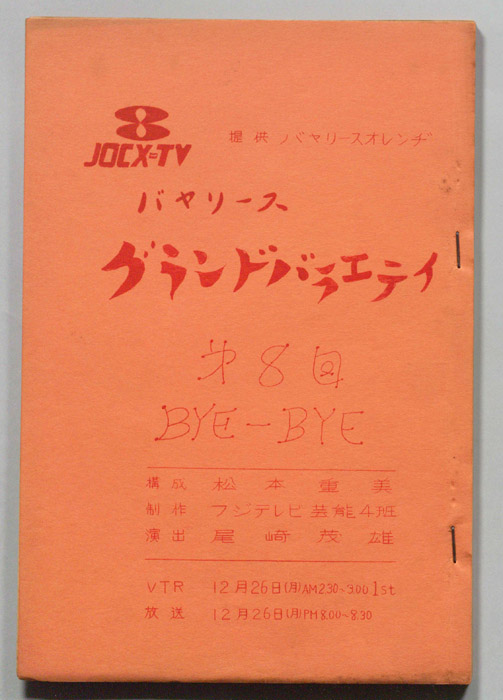 8
JOCX-TV
提供 バヤリースオレンヂ
バヤリース
グランドバラエテイ
第8回
BYE-BYE
構成 松本重美
制作 フジテレビ芸能4班
演出 尾崎茂雄
VTR 12月26日(月)AM2.30~3.00 1st
放送 12月26日(月)PM8.00~8.30